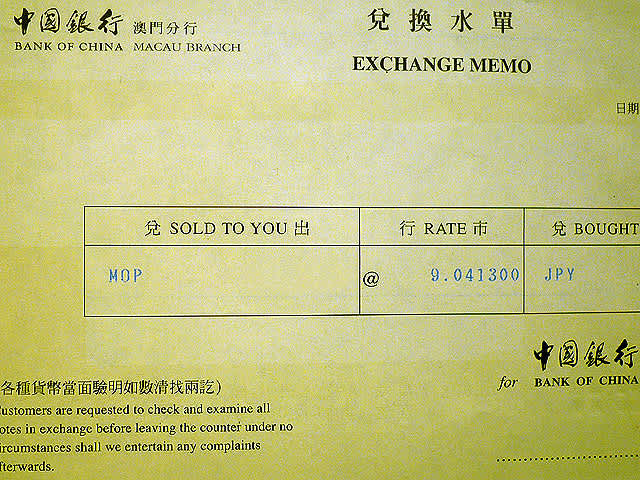 中國銀行 澳門分行
BANK OF CHINA MACAU BRANCH
兌換水單
EXCHANGE MEMO
日期
兌 SOLD TO YOU 出
行 RATE 市
兌 BOUGHT
MOP
@ 9.041300
JPY
各種貨幣當面驗明如數清找兩訖)
ustomers are requested to check and examine all
otes in exchange before leaving the counter under no
ircumstances shall we entertain any complaints
fterwards.
中國銀行
for BANK OF CHINA